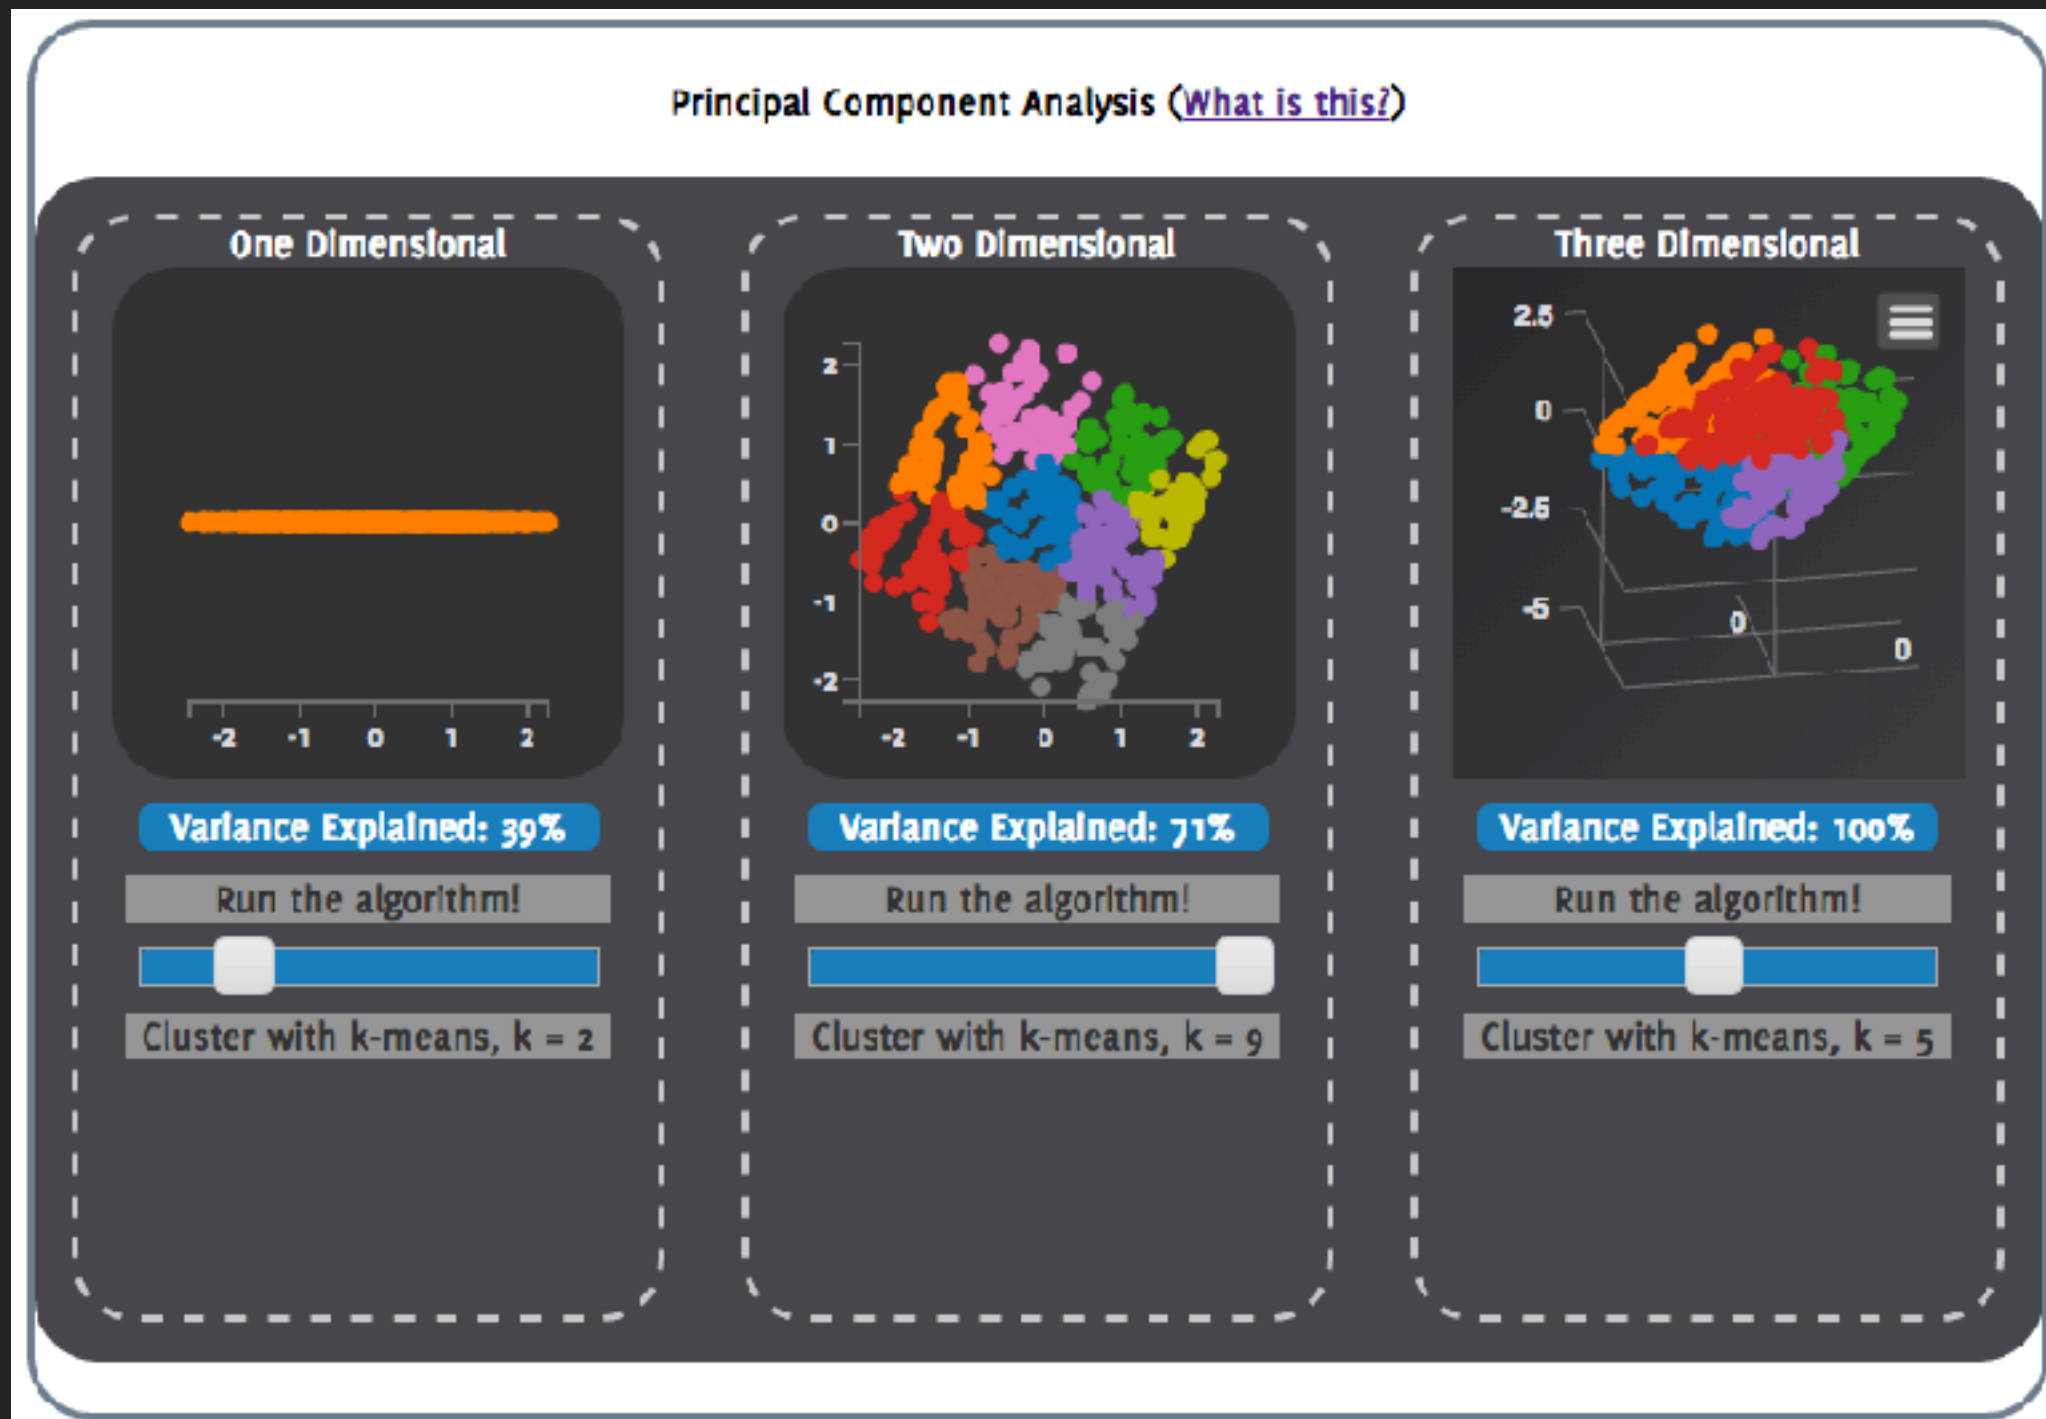 Principal Component Analysis (What is this?)
One Dimensional
-2 -1 0 1 2
Variance Explained: 39%
Run the algorithm!
Cluster with k-means, k = 2
Two Dimensional
2
1
0
-1
-2
-2 -1 0 1 2
Variance Explained: 71%
Run the algorithm!
Cluster with k-means, k = 9
Three Dimensional
2.5
0
-2.5
-5
0
0
Variance Explained: 100%
Run the algorithm!
Cluster with k-means, k = 5